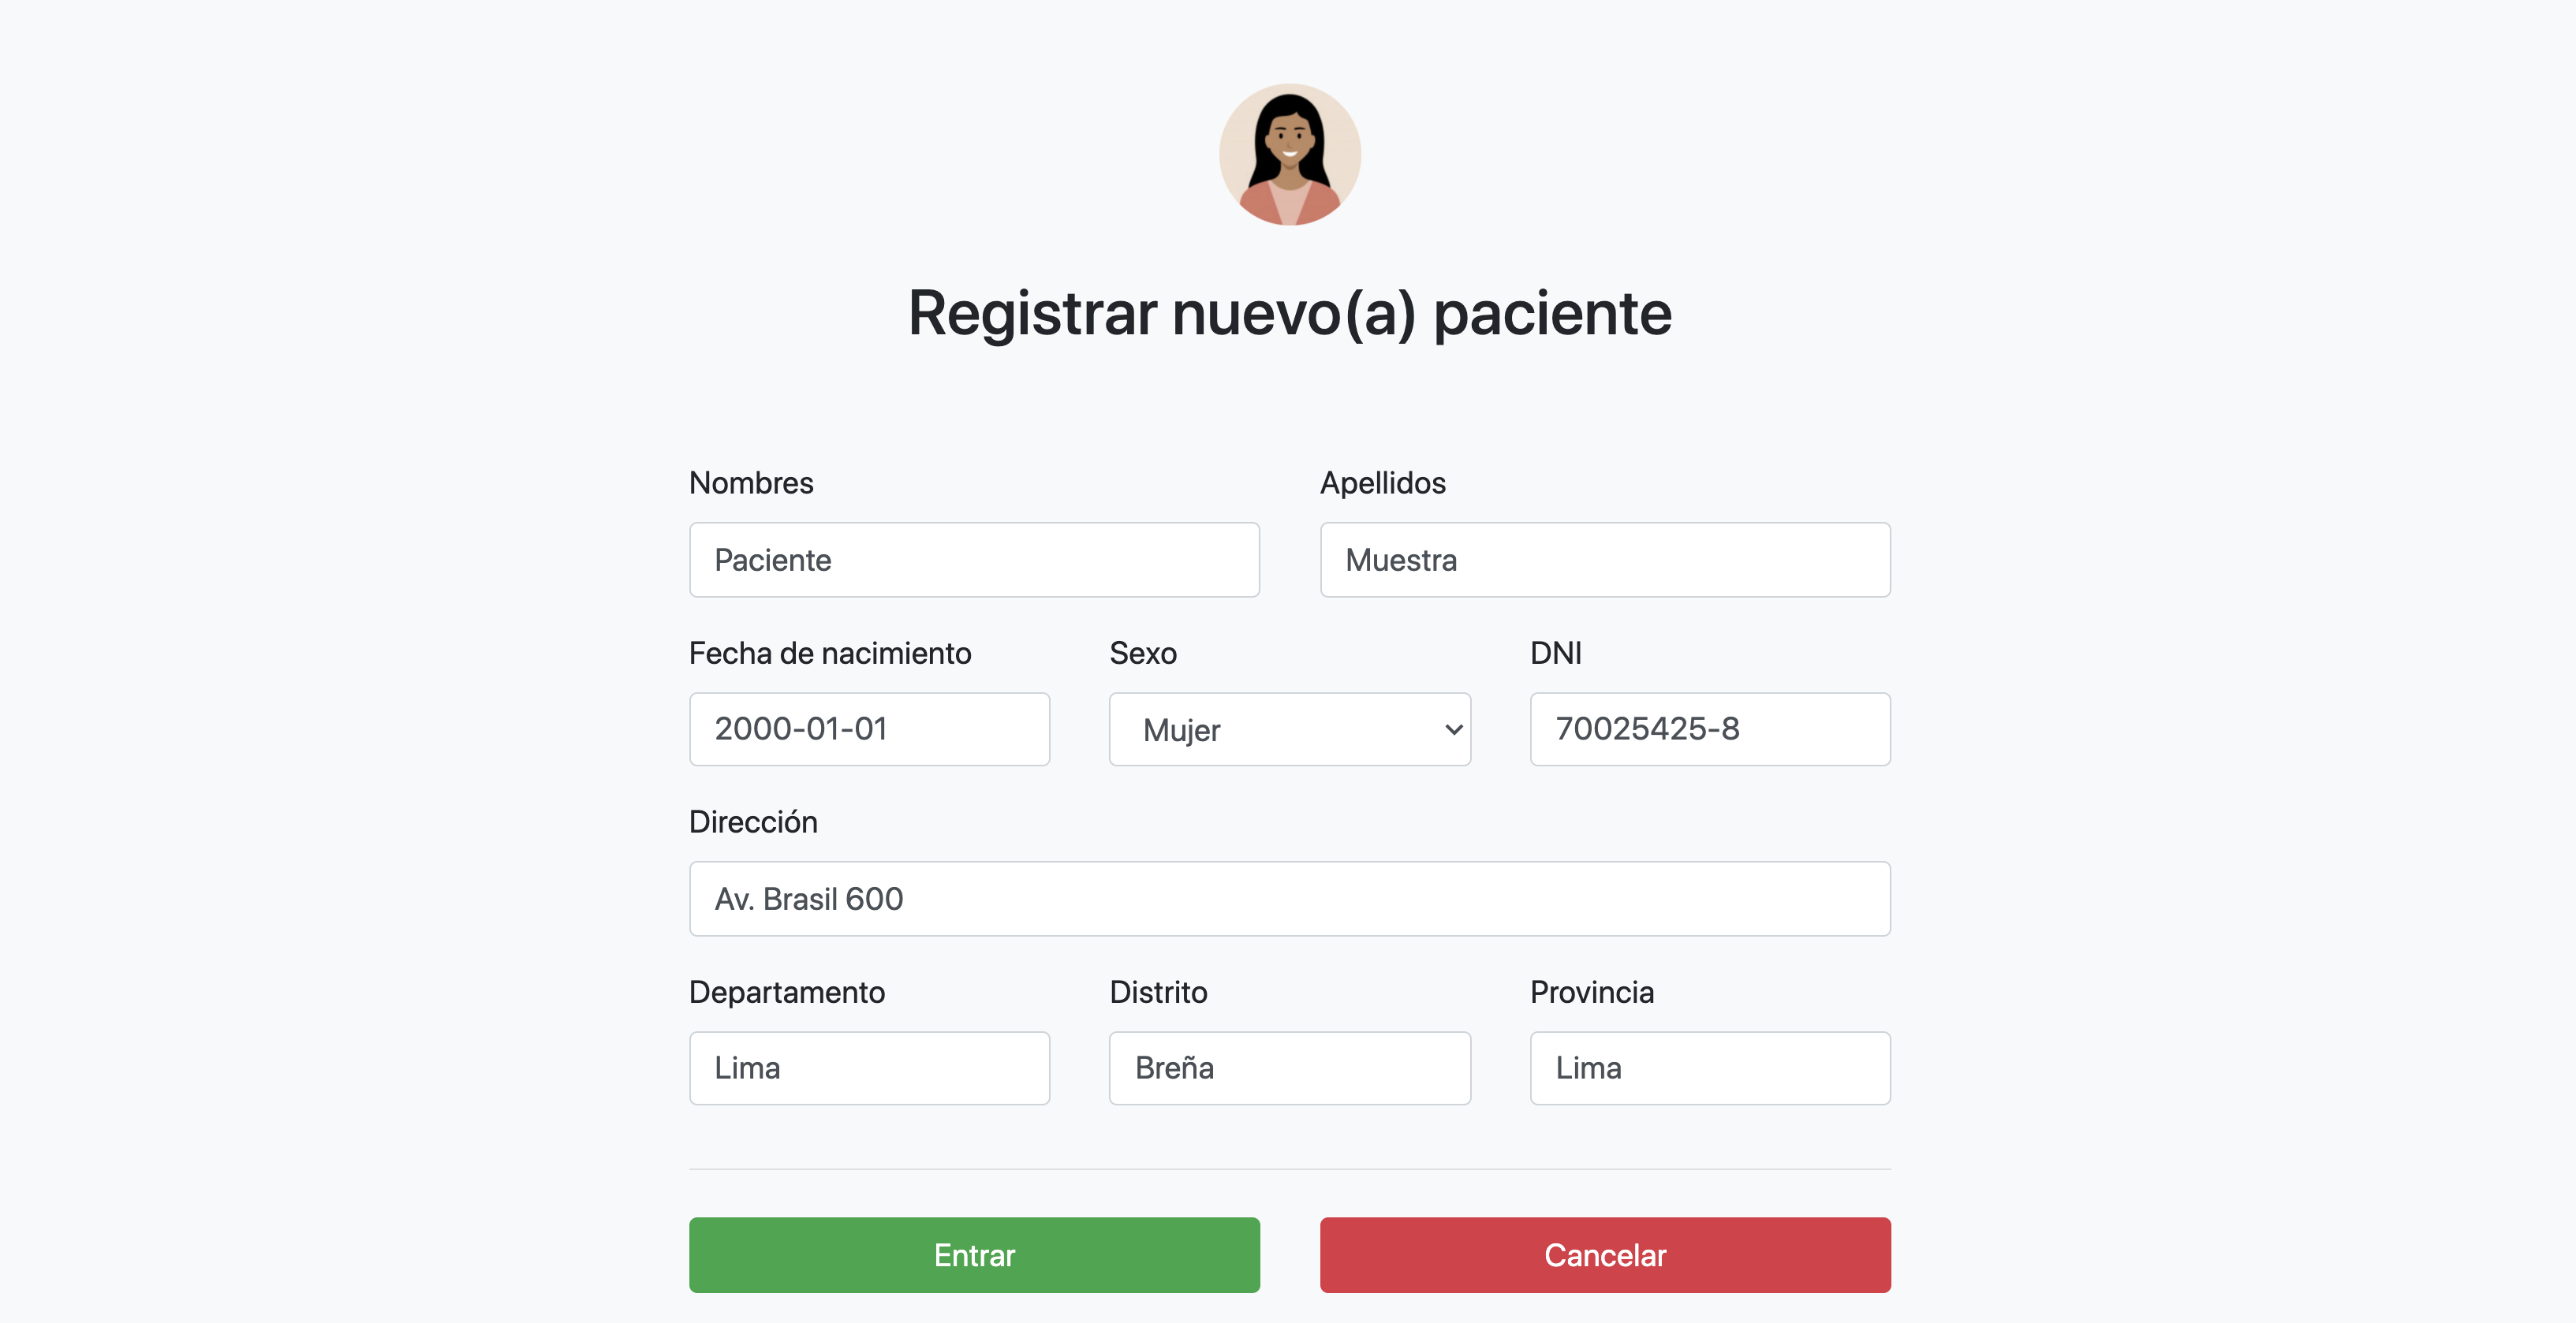 Registrar nuevo(a) paciente
Nombres
Apellidos
Paciente
Muestra
Fecha de nacimiento
Sexo
DNI
2000-01-01
Mujer
70025425-8
Dirección
Av. Brasil 600
Departamento
Distrito
Provincia
Lima
Breña
Lima
Entrar
Cancelar